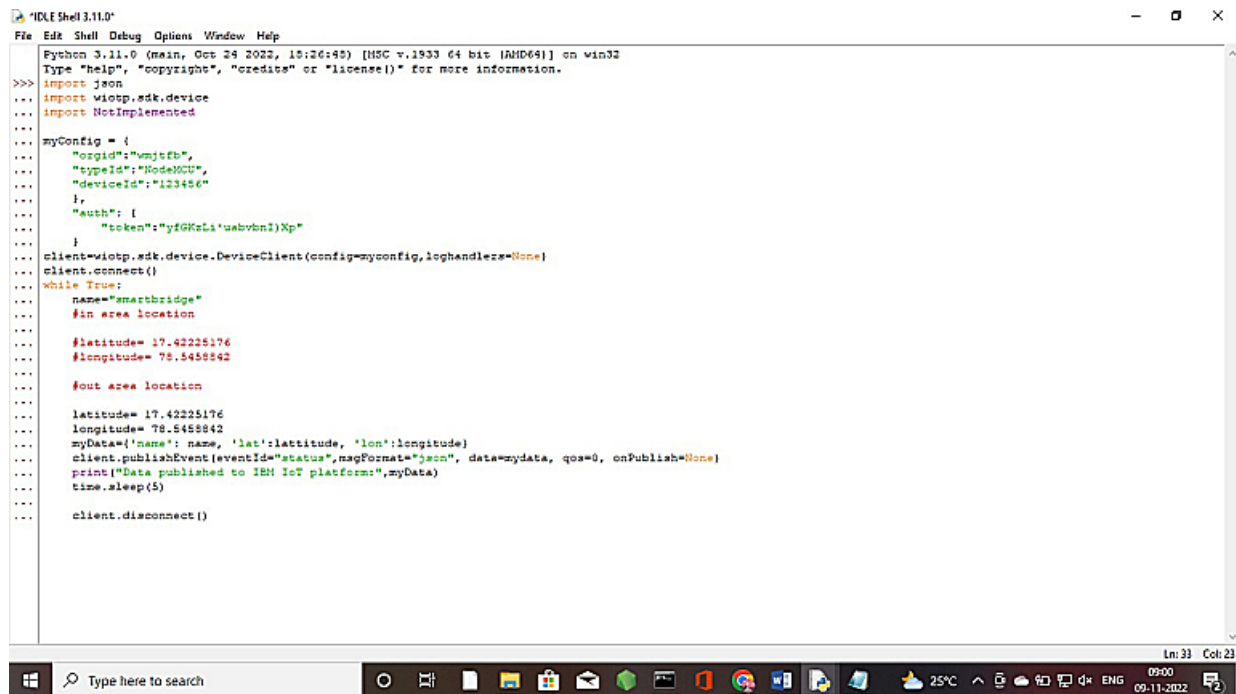 *IDLE Shell 3.11.0*
File Edit Shell Debug Options Window Help
Python 3.11.0 (main, Oct 24 2022, 18:26:48) [MSC v.1933 64 bit (AMD64)] on win32
Type "help", "copyright", "credits" or "license()" for more information.
>>> import json
... import wiotp.sdk.device
... import NotImplemented
...
... myConfig = {
... "orgid":"wmjtfb",
... "typeId":"NodeMCU",
... "deviceId":"123456"
... },
... "auth": {
... "token":
... }
... client=wiotp.sdk.device.DeviceClient(config=myconfig,loghandlers=None)
... client.connect()
... while True:
... name="smartbridge"
... #in area location
...
... #latitude= 17.42225176
... #longitude= 78.5458842
...
... #out area location
...
... latitude= 17.42225176
... longitude= 78.5458842
... myData={'name': name, 'lat':lattitude, 'lon':longitude}
... client.publishEvent(eventId="status",msgFormat="json", data=mydata, qos=0, onPublish=None)
... print("Data published to IBM IoT platform:",myData)
... time.sleep(5)
...
... client.disconnect()
Ln: 33 Col: 23
Type here to search
25°C
ENG
09:00
09-11-2022
2